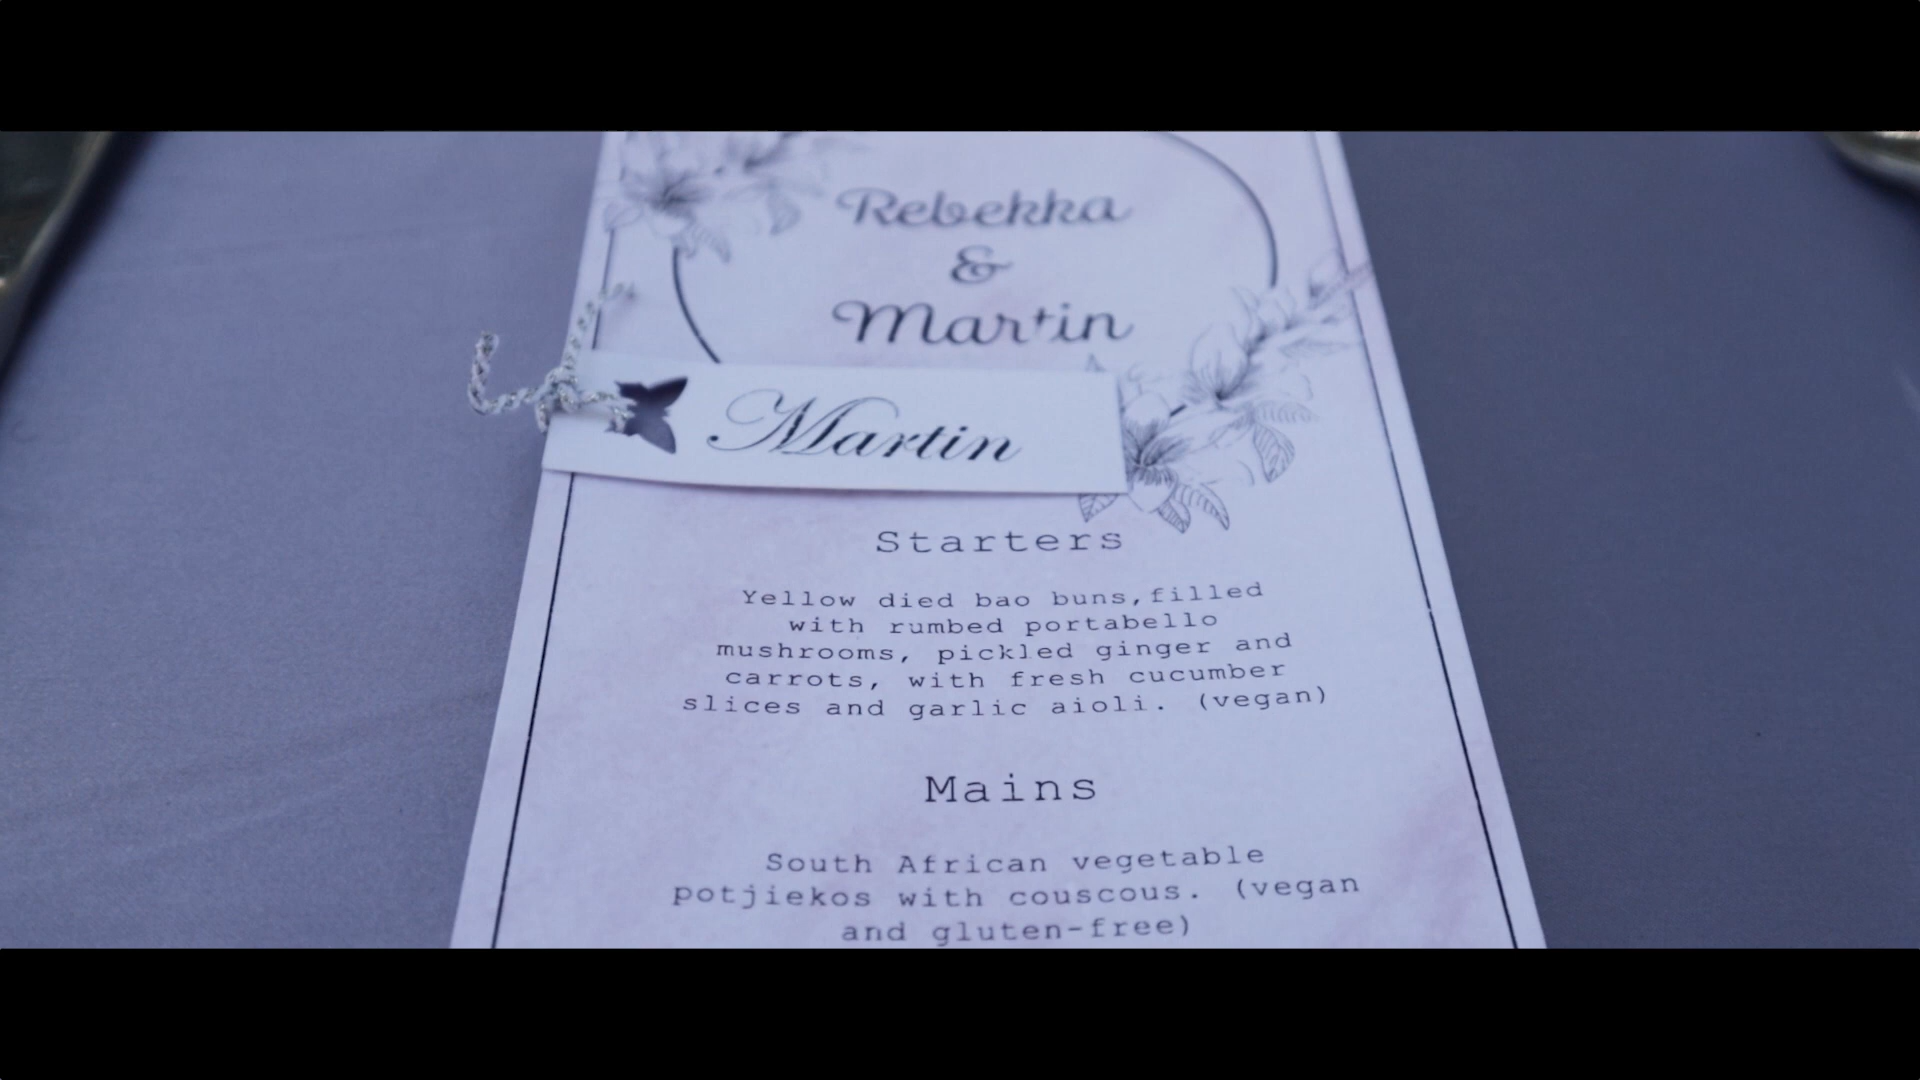 Rebekka
&
Martin
Martin
Starters
Yellow died bao buns,filled
with rumbed portabello
mushrooms, pickled ginger and
carrots, with fresh cucumber
slices and garlic aioli. (vegan)
Mains
South African vegetable
potjiekos with couscous. (vegan
and gluten-free)